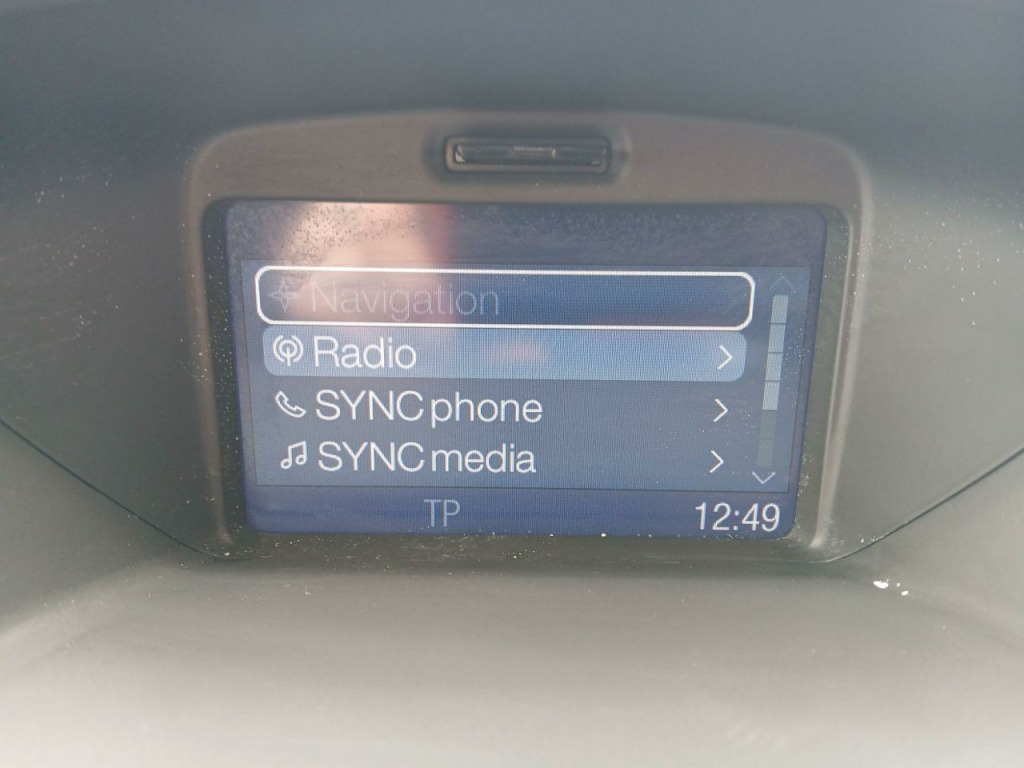 Navigation
Radio
SYNC phone
SYNC media
TP 12:49